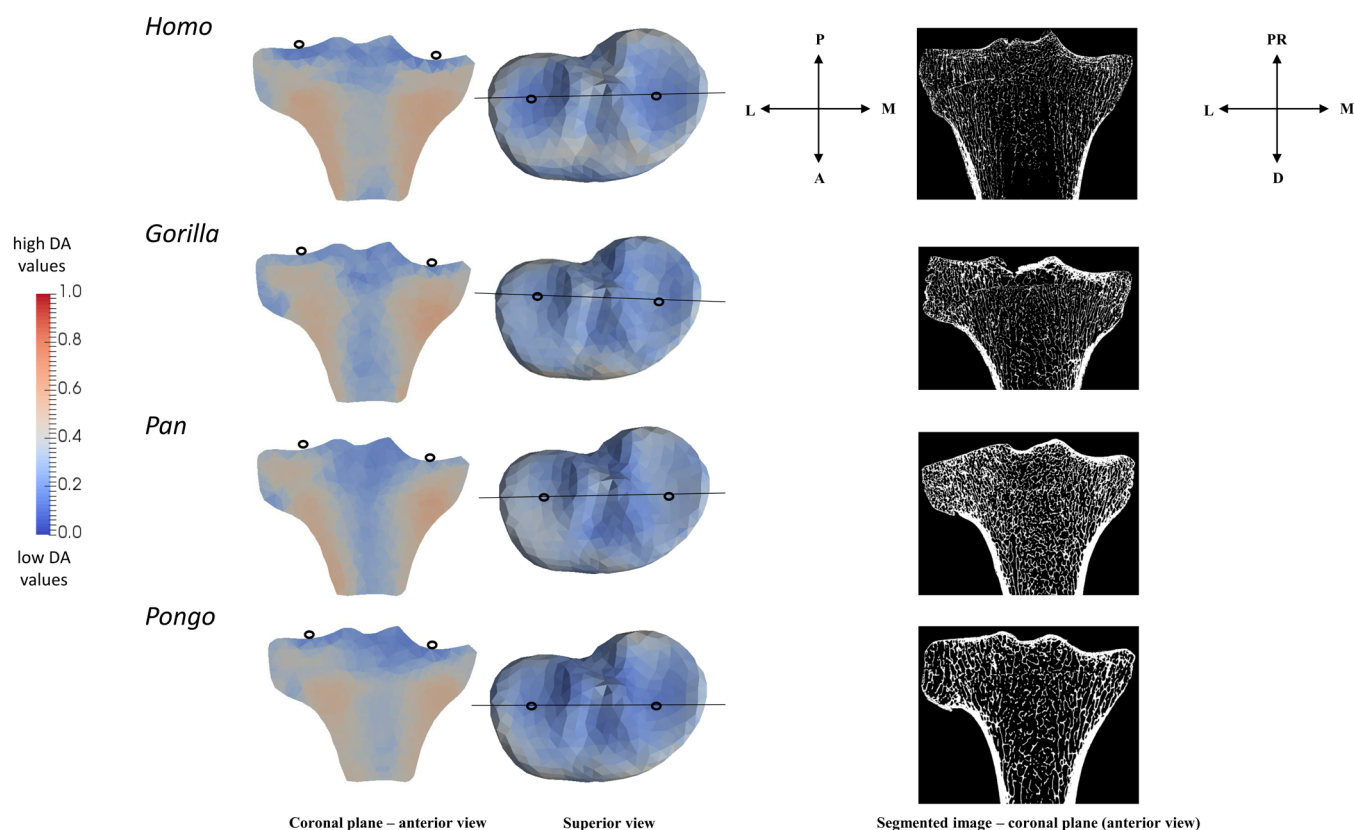 Homo
P
L
M
A
PR
L
M
D
Gorilla
high DA
values
1.0
0.8
0.6
0.4
0.2
0.0
low DA
values
Pan
Pongo
Coronal plane – anterior view
Superior view
Segmented image – coronal plane (anterior view)